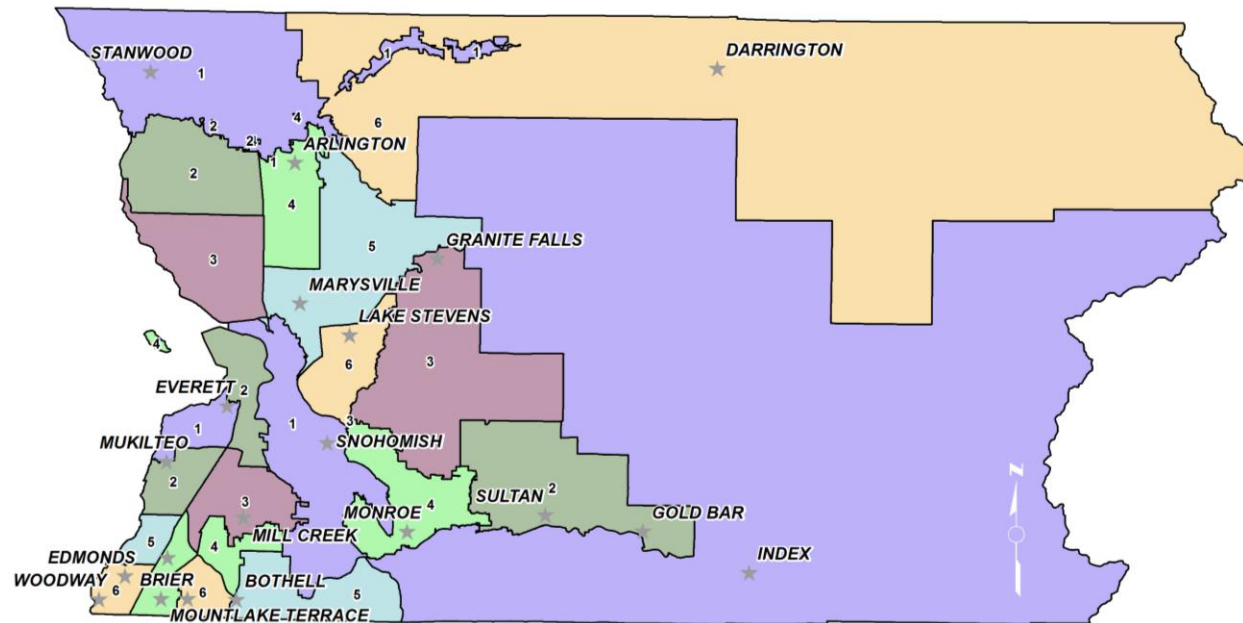 STANWOOD
1
1
1
DARRINGTON
4
2
2
1
ARLINGTON
6
2
4
5
GRANITE FALLS
3
MARYSVILLE
LAKE STEVENS
4
6
3
EVERETT
2
3
1
1
SNOHOMISH
MUKILTEO
2
3
4
MONROE
SULTAN
2
GOLD BAR
MILL CREEK
5
4
EDMONDS
INDEX
WOODWAY
BRIER
BOTHELL
6
6
5
MOUNTLAKE TERRACE
N